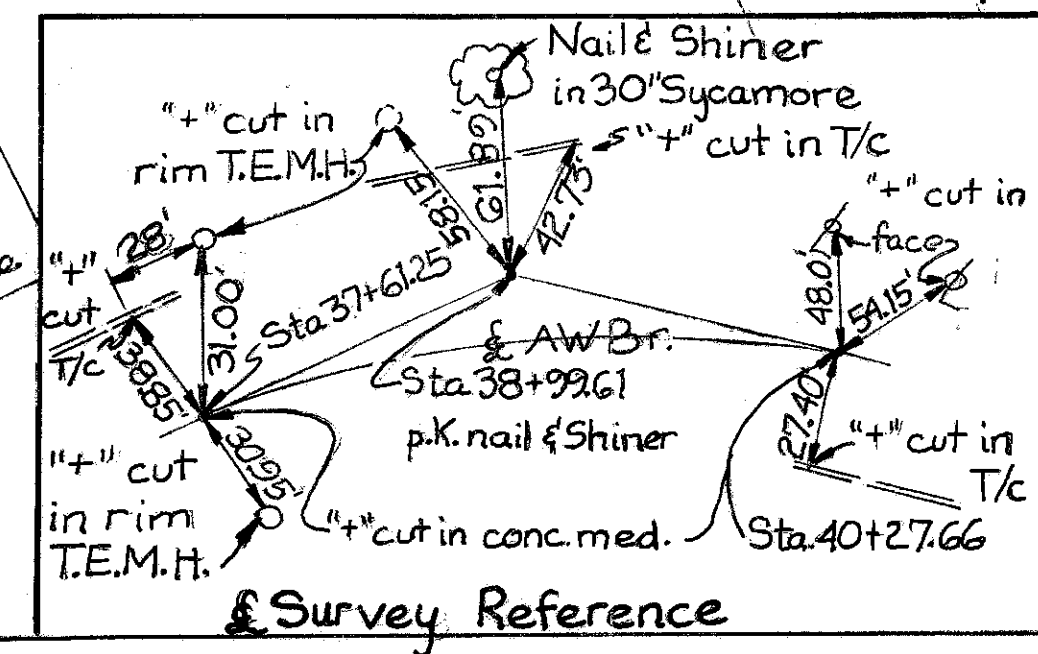 Nail & Shiner
in 30" Sycamore
"+" cut in
rim T.E.M.H.
"+" cut in T/c
"+" cut in
face
28'
"+"
cut
T/c
31.00'
38.85'
Sta 37+61.25
58.15
61.89'
42.73'
48.0'
54.15'
℄ AW Br.
Sta 38+99.61
p.K. nail & Shiner
27.40
"+" cut in
T/c
"+" cut
in rim
T.E.M.H.
30.95'
"+" cut in conc. med.
Sta. 40+27.66
℄ Survey Reference